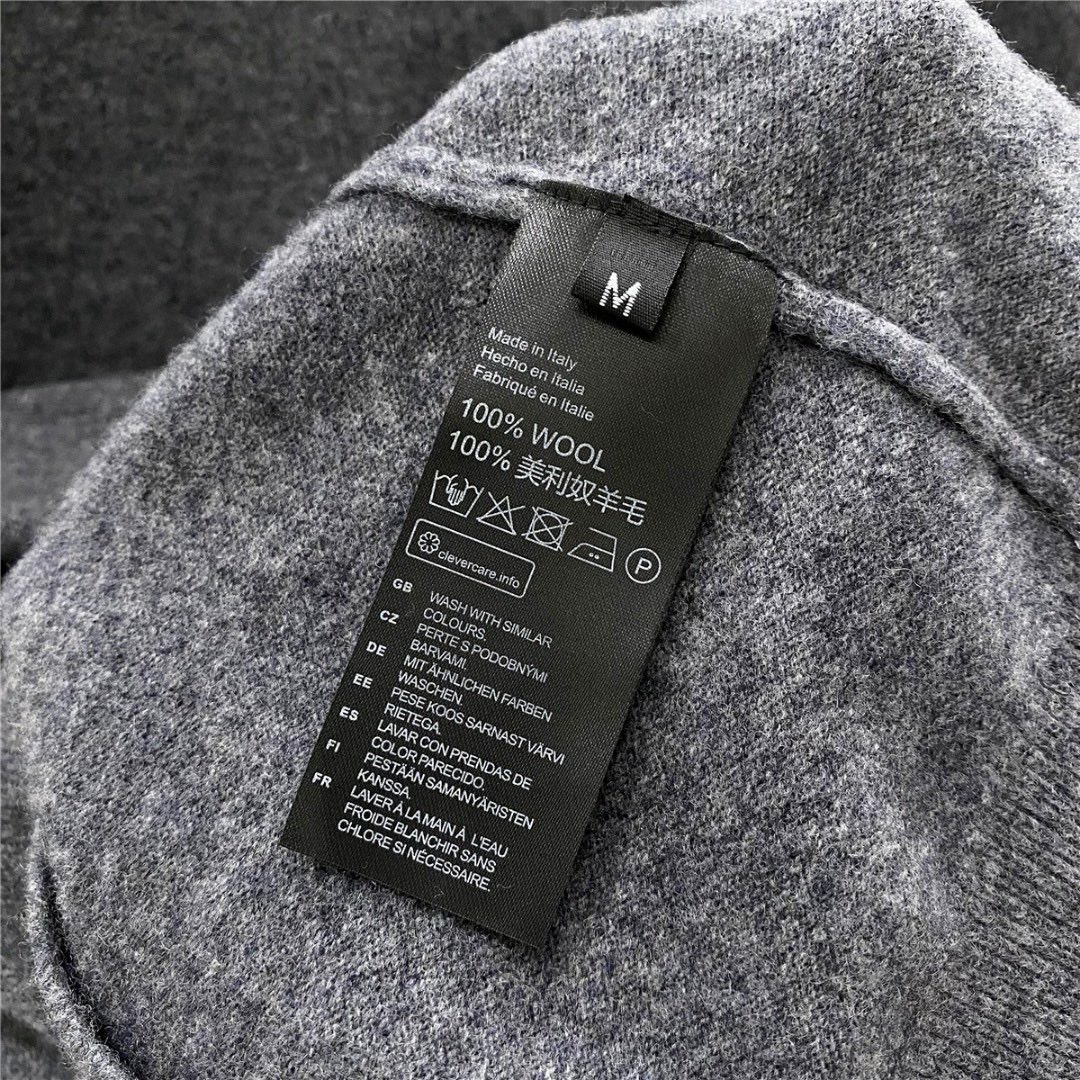 M
Made in Italy
Hecho en Italia
Fabriqué en Italie
100% WOOL
100% 美利奴羊毛
P
clevercare.info
GB WASH WITH SIMILAR
COLOURS.
CZ PERTE S PODOBNÝMI
BARVAMI.
DE MIT ÄHNLICHEN FARBEN
WASCHEN.
EE PESE KOOS SARNAST VÄRVI
RIETEGA.
ES LAVAR CON PRENDAS DE
COLOR PARECIDO.
FI PESTÄÄN SAMANYÄRISTEN
KANSSA.
FR LAVER À LA MAIN À L'EAU
FROIDE BLANCHIR SANS
CHLORE SI NÉCESSAIRE.